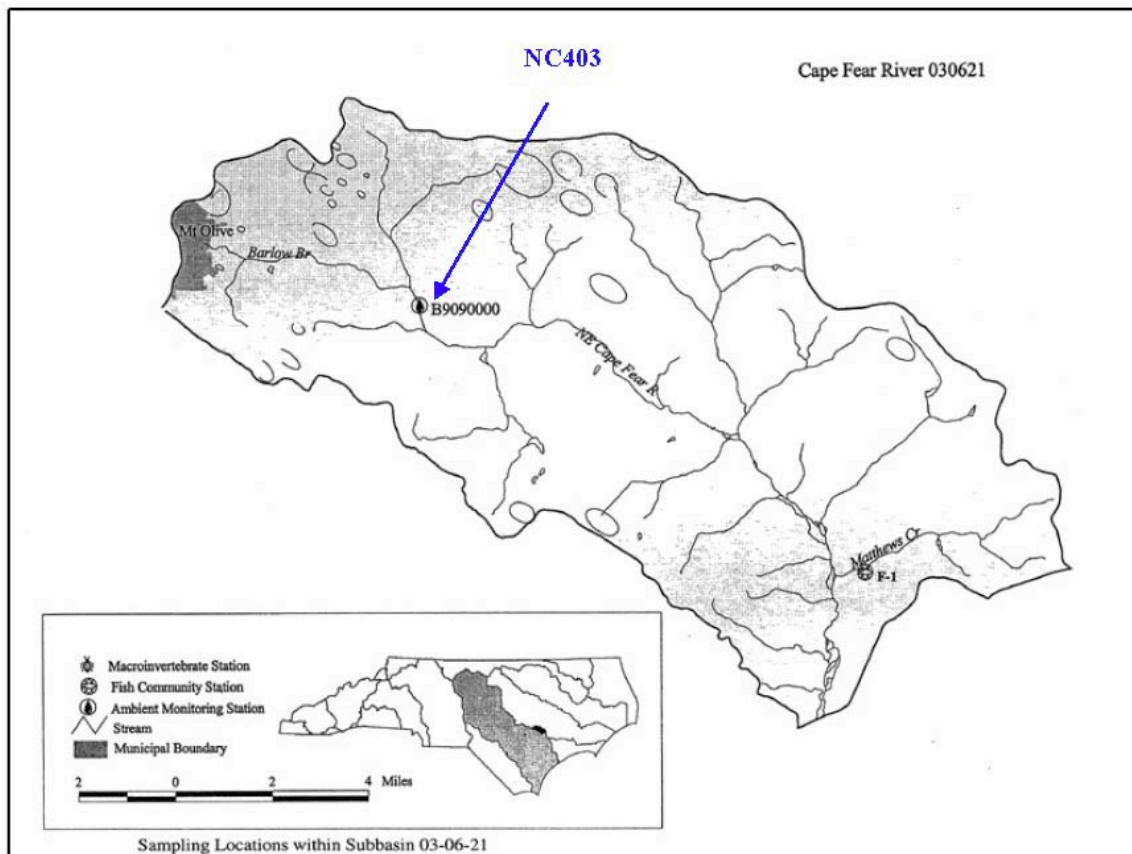 NC403
Cape Fear River 030621
Mt Olive
Barlow Br
B9090000
NE Cape Fear R
Matthews Cr
F-1
Macroinvertebrate Station
Fish Community Station
Ambient Monitoring Station
Stream
Municipal Boundary
2 0 2 4 Miles
Sampling Locations within Subbasin 03-06-21